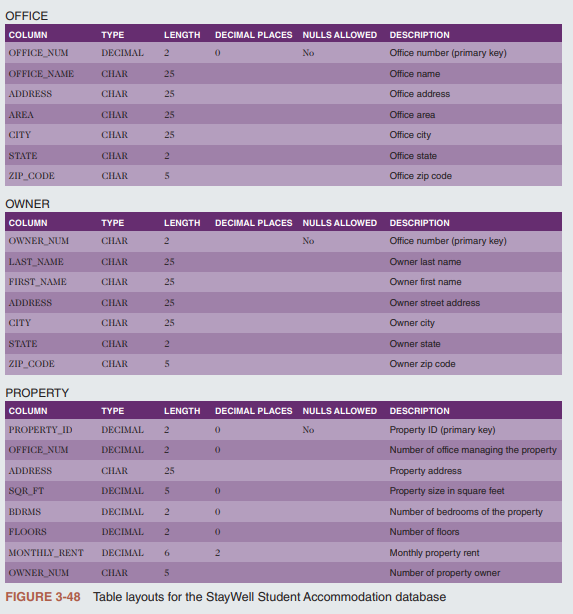 OFFICE
COLUMN TYPE LENGTH DECIMAL PLACES NULLS ALLOWED DESCRIPTION
OFFICE_NUM DECIMAL 2 0 No Office number (primary key)
OFFICE_NAME CHAR 25 Office name
ADDRESS CHAR 25 Office address
AREA CHAR 25 Office area
CITY CHAR 25 Office city
STATE CHAR 2 Office state
ZIP_CODE CHAR 5 Office zip code
OWNER
COLUMN TYPE LENGTH DECIMAL PLACES NULLS ALLOWED DESCRIPTION
OWNER_NUM CHAR 2 No Office number (primary key)
LAST_NAME CHAR 25 Owner last name
FIRST_NAME CHAR 25 Owner first name
ADDRESS CHAR 25 Owner street address
CITY CHAR 25 Owner city
STATE CHAR 2 Owner state
ZIP_CODE CHAR 5 Owner zip code
PROPERTY
COLUMN TYPE LENGTH DECIMAL PLACES NULLS ALLOWED DESCRIPTION
PROPERTY_ID DECIMAL 2 0 No Property ID (primary key)
OFFICE_NUM DECIMAL 2 0 Number of office managing the property
ADDRESS CHAR 25 Property address
SQR_FT DECIMAL 5 0 Property size in square feet
BDRMS DECIMAL 2 0 Number of bedrooms of the property
FLOORS DECIMAL 2 0 Number of floors
MONTHLY_RENT DECIMAL 6 2 Monthly property rent
OWNER_NUM CHAR 5 Number of property owner
FIGURE 3-48 Table layouts for the StayWell Student Accommodation database